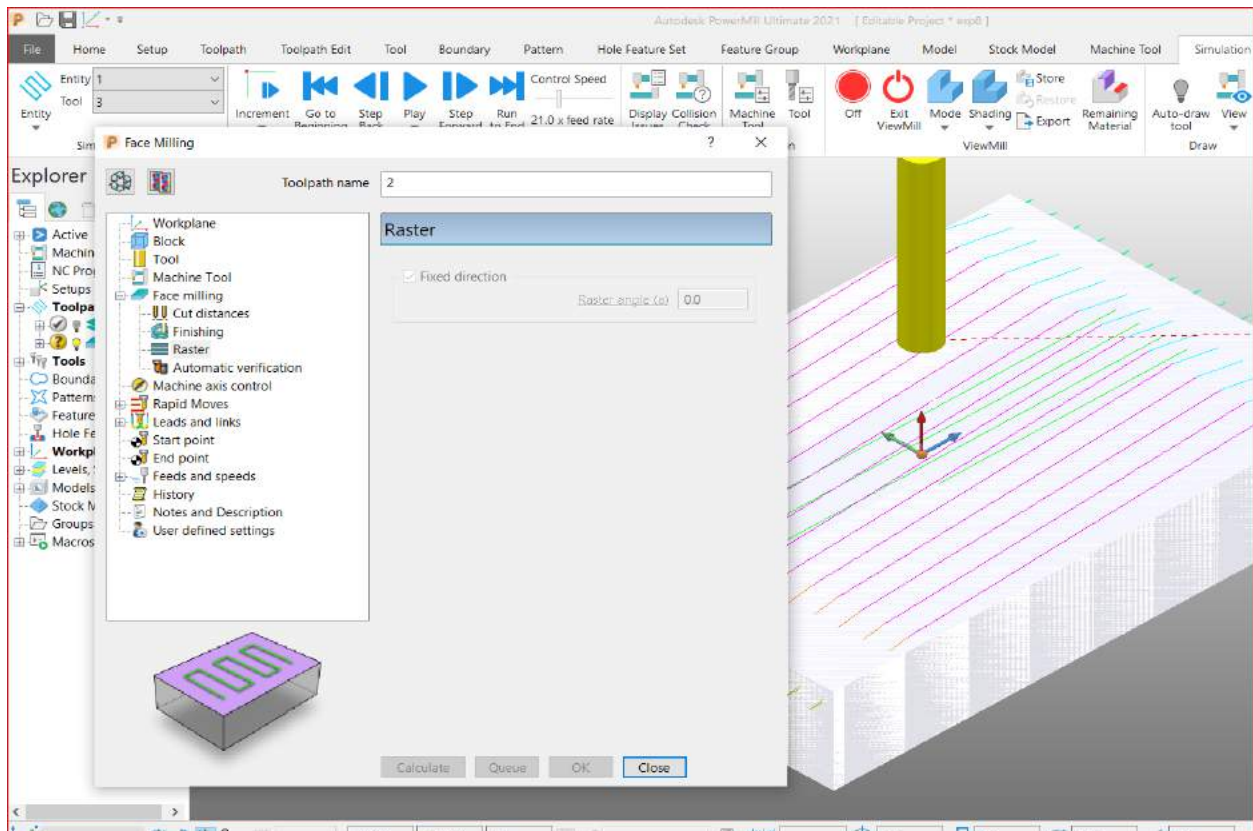 Autodesk PowerMill Ultimate 2021 [ Editable Project * exp8 ]
File Home Setup Toolpath Toolpath Edit Tool Boundary Pattern Hole Feature Set Feature Group Workplane Model Stock Model Machine Tool Simulation
Entity 1
Tool 3
Entity
Increment
Go to Beginning
Step Back
Play
Step Forward
Run to End
Control Speed
21.0 x feed rate
Display Issues
Collision Check
Machine Tool
Tool
Off
Exit ViewMill
Mode
Shading
Store
Restore
Export
Remaining Material
Auto-draw tool
View
Sim
ViewMill
Draw
Face Milling ? X
Explorer
Toolpath name 2
Active
Machin
NC Pro
Setups
Toolpa
Tools
Bounda
Pattern
Feature
Hole Fe
Workpl
Levels,
Models
Stock M
Groups
Macros
Workplane
Block
Tool
Machine Tool
Face milling
Cut distances
Finishing
Raster
Automatic verification
Machine axis control
Rapid Moves
Leads and links
Start point
End point
Feeds and speeds
History
Notes and Description
User defined settings
Raster
Fixed direction
Raster angle (a) 0.0
Calculate Queue OK Close